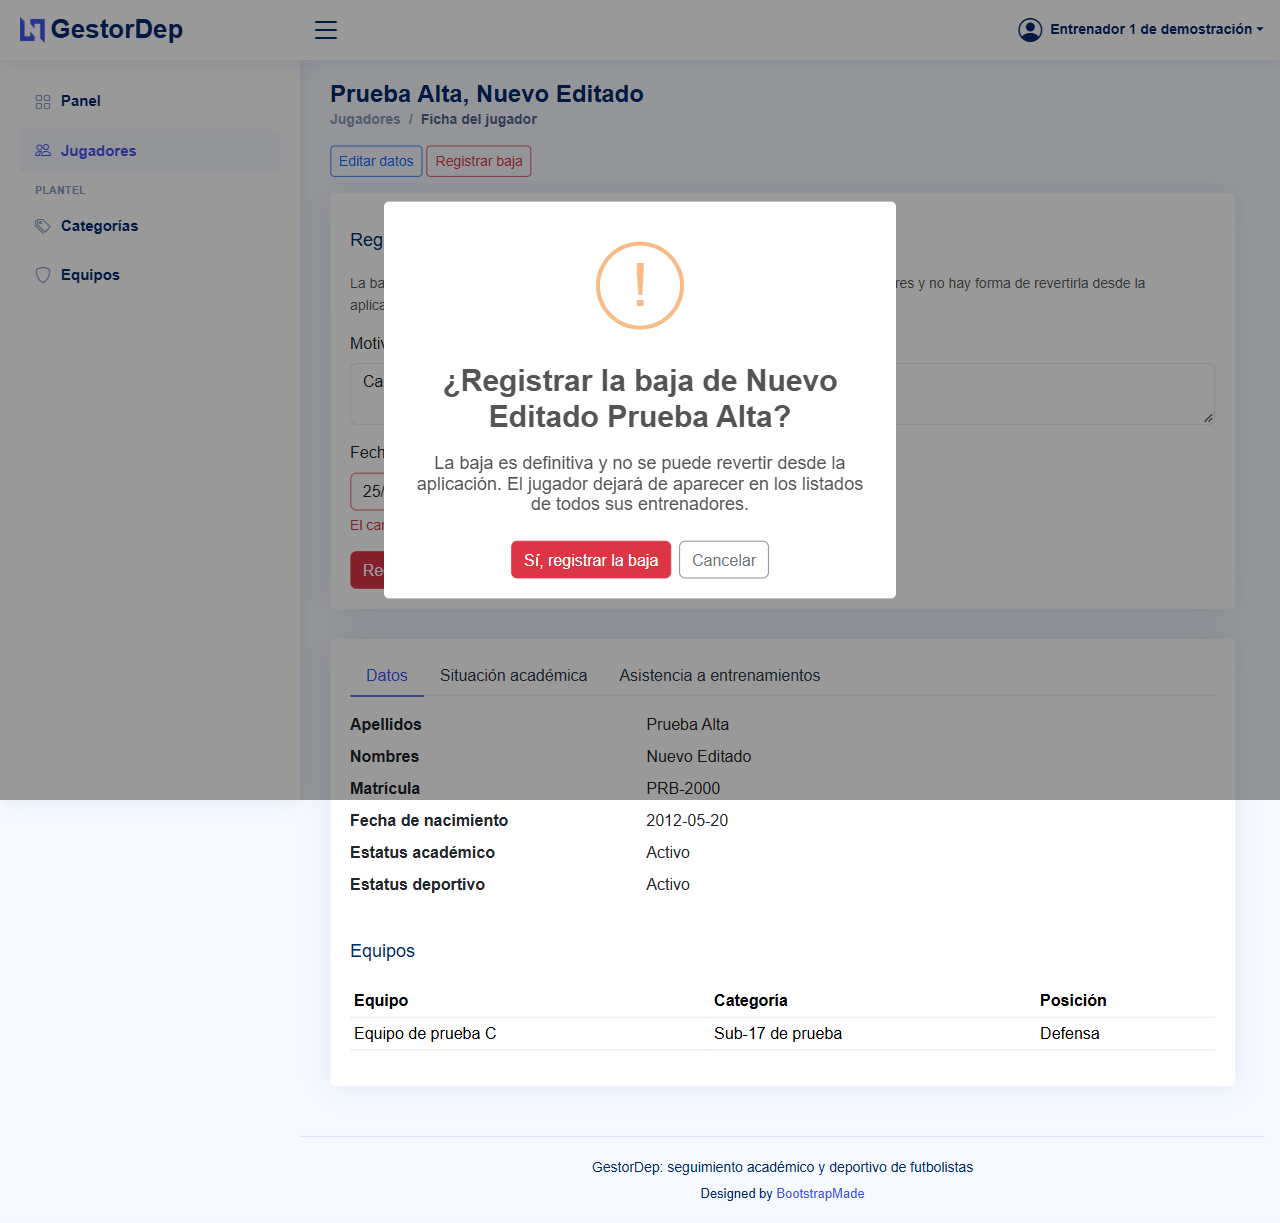 GestorDep
Entrenador 1 de demostración
Panel
Jugadores
PLANTEL
Categorías
Equipos
Prueba Alta, Nuevo Editado
Jugadores / Ficha del jugador
Editar datos
Registrar baja
¿Registrar la baja de Nuevo
Editado Prueba Alta?
La baja es definitiva y no se puede revertir desde la
aplicación. El jugador dejará de aparecer en los listados
de todos sus entrenadores.
Sí, registrar la baja
Cancelar
Reg
La ba
res y no hay forma de revertirla desde la
aplica
Motiv
Ca
Fech
25/
El car
Re
Datos
Situación académica
Asistencia a entrenamientos
Apellidos Prueba Alta
Nombres Nuevo Editado
Matrícula PRB-2000
Fecha de nacimiento 2012-05-20
Estatus académico Activo
Estatus deportivo Activo
Equipos
Equipo Categoría Posición
Equipo de prueba C Sub-17 de prueba Defensa
GestorDep: seguimiento académico y deportivo de futbolistas
Designed by BootstrapMade